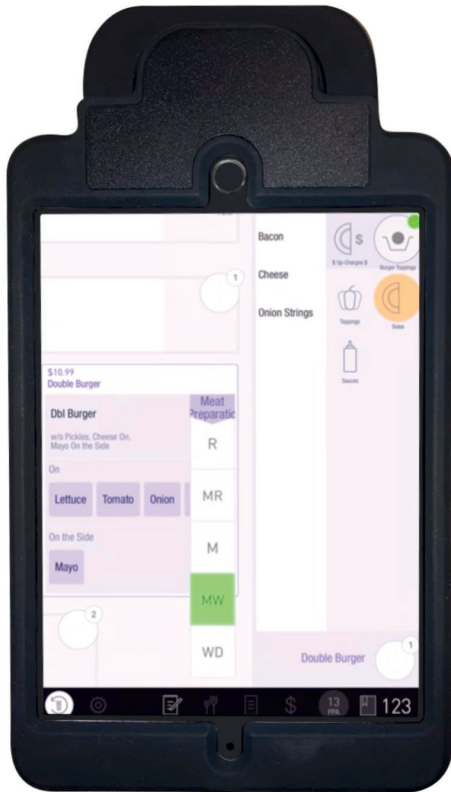 Bacon
$
$ Up-Charges $
Burger Toppings
1
Cheese
Onion Strings
Toppings
Sides
Sauces
$10.99
Double Burger
Dbl Burger
w/o Pickles, Cheese On,
Mayo On the Side
On
Lettuce Tomato Onion
On the Side
Mayo
Meat
Preparatic
R
MR
M
MW
WD
2
Double Burger
1
$
13
PPA
123